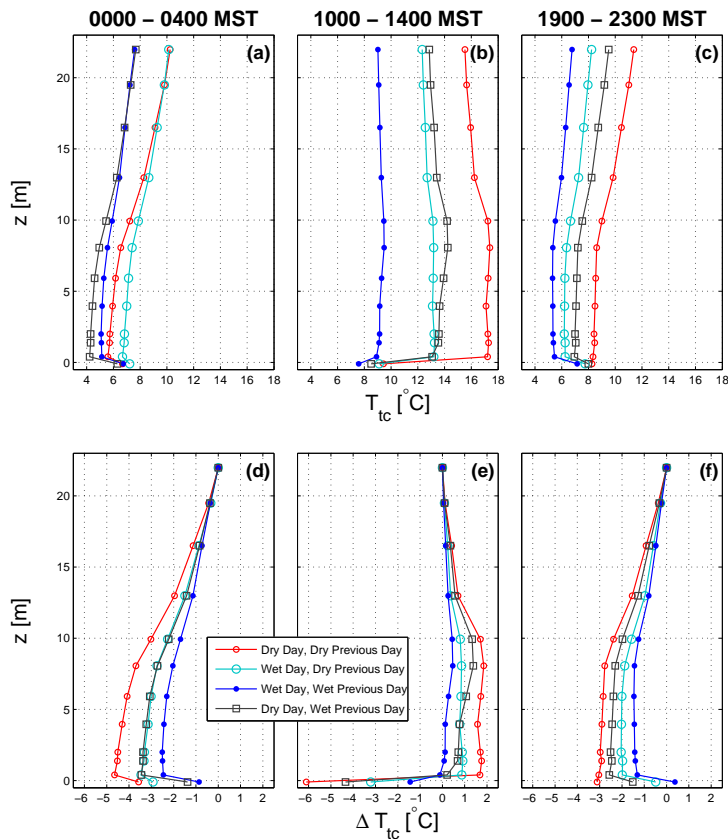 0000 – 0400 MST
1000 – 1400 MST
1900 – 2300 MST
(a)
(b)
(c)
20
15
10
5
0
z [m]
4 6 8 10 12 14 16 18
4 6 8 10 12 14 16 18
4 6 8 10 12 14 16 18
T_tc [°C]
(d)
(e)
(f)
20
15
10
5
0
z [m]
Dry Day, Dry Previous Day
Wet Day, Dry Previous Day
Wet Day, Wet Previous Day
Dry Day, Wet Previous Day
−6 −5 −4 −3 −2 −1 0 1 2
−6 −4 −2 0 2
−6 −5 −4 −3 −2 −1 0 1 2
Δ T_tc [°C]